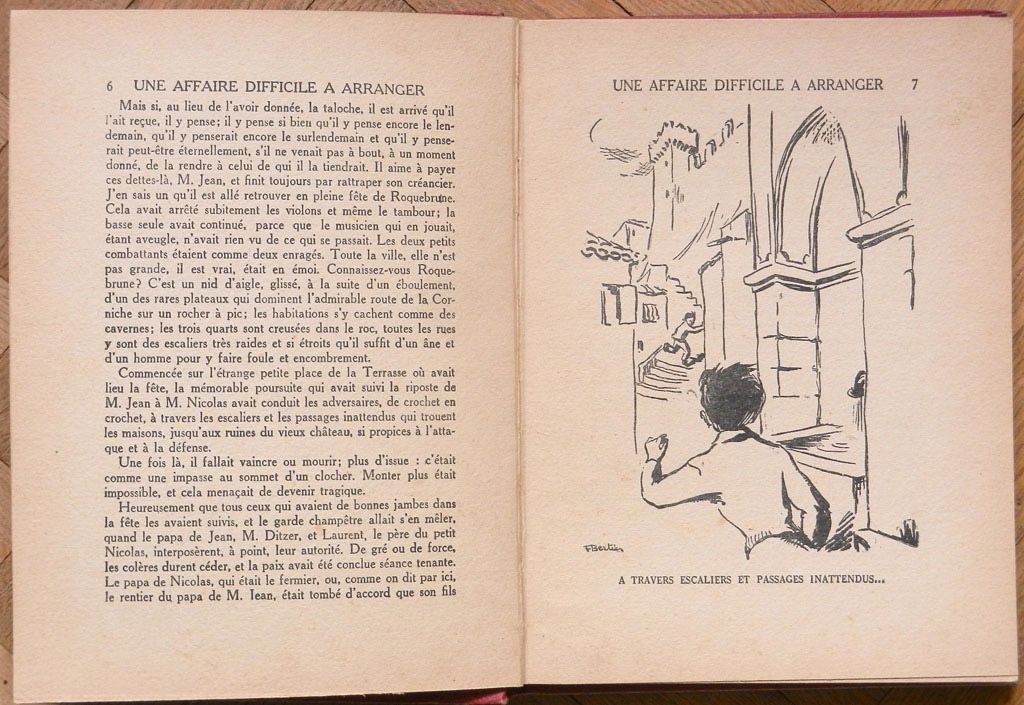 6 UNE AFFAIRE DIFFICILE A ARRANGER
Mais si, au lieu de l'avoir donnée, la taloche, il est arrivé qu'il
l'ait reçue, il y pense; il y pense si bien qu'il y pense encore le len-
demain, qu'il y penserait encore le surlendemain et qu'il y pense-
rait peut-être éternellement, s'il ne venait pas à bout, à un moment
donné, de la rendre à celui de qui il la tiendrait. Il aime à payer
ces dettes-là, M. Jean, et finit toujours par rattraper son créancier.
J'en sais un qu'il est allé retrouver en pleine fête de Roquebrune.
Cela avait arrêté subitement les violons et même le tambour; la
basse seule avait continué, parce que le musicien qui en jouait,
étant aveugle, n'avait rien vu de ce qui se passait. Les deux petits
combattants étaient comme deux enragés. Toute la ville, elle n'est
pas grande, il est vrai, était en émoi. Connaissez-vous Roque-
brune? C'est un nid d'aigle, glissé, à la suite d'un éboulement,
d'un des rares plateaux qui dominent l'admirable route de la Cor-
niche sur un rocher à pic; les habitations s'y cachent comme des
cavernes; les trois quarts sont creusées dans le roc, toutes les rues
y sont des escaliers très raides et si étroits qu'il suffit d'un âne et
d'un homme pour y faire foule et encombrement.
Commencée sur l'étrange petite place de la Terrasse où avait
lieu la fête, la mémorable poursuite qui avait suivi la riposte de
M. Jean à M. Nicolas avait conduit les adversaires, de crochet en
crochet, à travers les escaliers et les passages inattendus qui trouent
les maisons, jusqu'aux ruines du vieux château, si propices à l'atta-
que et à la défense.
Une fois là, il fallait vaincre ou mourir; plus d'issue : c'était
comme une impasse au sommet d'un clocher. Monter plus était
impossible, et cela menaçait de devenir tragique.
Heureusement que tous ceux qui avaient de bonnes jambes dans
la fête les avaient suivis, et le garde champêtre allait s'en mêler,
quand le papa de Jean, M. Ditzer, et Laurent, le père du petit
Nicolas, interposèrent, à point, leur autorité. De gré ou de force,
les colères durent céder, et la paix avait été conclue séance tenante.
Le papa de Nicolas, qui était le fermier, ou, comme on dit par ici,
le rentier du papa de M. Jean, était tombé d'accord que son fils
UNE AFFAIRE DIFFICILE A ARRANGER 7
FBertin
A TRAVERS ESCALIERS ET PASSAGES INATTENDUS...